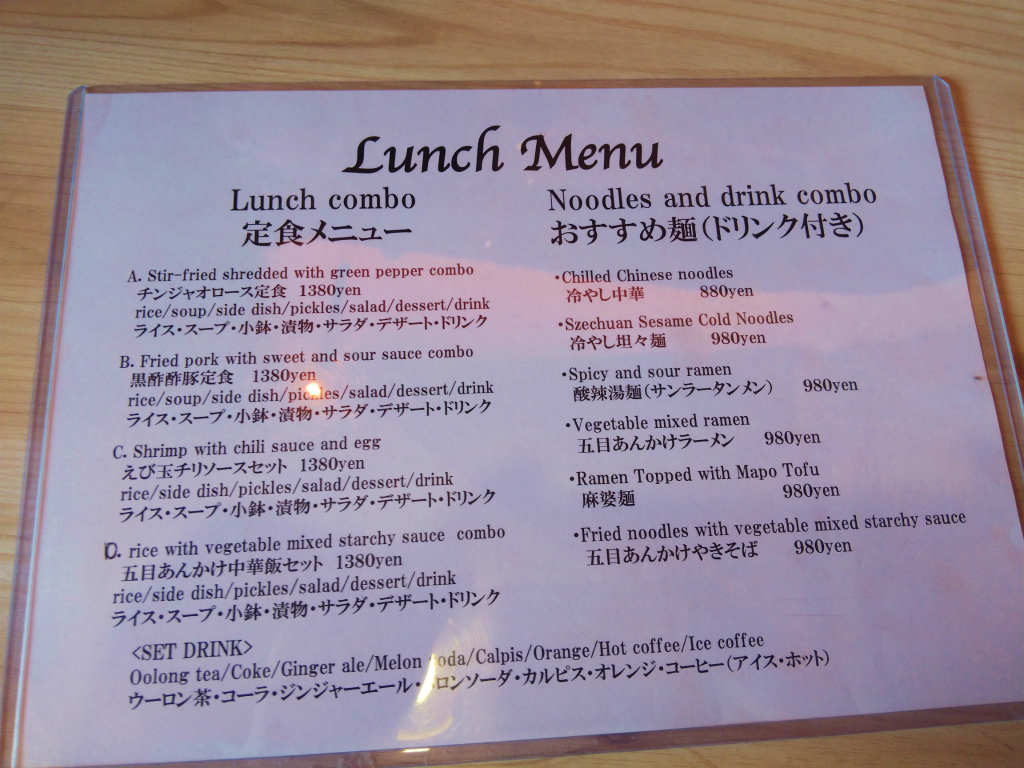 Lunch Menu
Lunch combo
定食メニュー
A. Stir-fried shredded with green pepper combo
チンジャオロース定食 1380yen
rice/soup/side dish/pickles/salad/dessert/drink
ライス・スープ・小鉢・漬物・サラダ・デザート・ドリンク
B. Fried pork with sweet and sour sauce combo
黒酢酢豚定食 1380yen
rice/soup/side dish/pickles/salad/dessert/drink
ライス・スープ・小鉢・漬物・サラダ・デザート・ドリンク
C. Shrimp with chili sauce and egg
えび玉チリソースセット 1380yen
rice/side dish/pickles/salad/dessert/drink
ライス・スープ・小鉢・漬物・サラダ・デザート・ドリンク
D. rice with vegetable mixed starchy sauce combo
五目あんかけ中華飯セット 1380yen
rice/side dish/pickles/salad/dessert/drink
ライス・スープ・小鉢・漬物・サラダ・デザート・ドリンク
Noodles and drink combo
おすすめ麺(ドリンク付き)
・Chilled Chinese noodles
冷やし中華 880yen
・Szechuan Sesame Cold Noodles
冷やし坦々麺 980yen
・Spicy and sour ramen
酸辣湯麺(サンラータンメン) 980yen
・Vegetable mixed ramen
五目あんかけラーメン 980yen
・Ramen Topped with Mapo Tofu
麻婆麺 980yen
・Fried noodles with vegetable mixed starchy sauce
五目あんかけやきそば 980yen
<SET DRINK>
Oolong tea/Coke/Ginger ale/Melon soda/Calpis/Orange/Hot coffee/Ice coffee
ウーロン茶・コーラ・ジンジャーエール・メロンソーダ・カルピス・オレンジ・コーヒー(アイス・ホット)